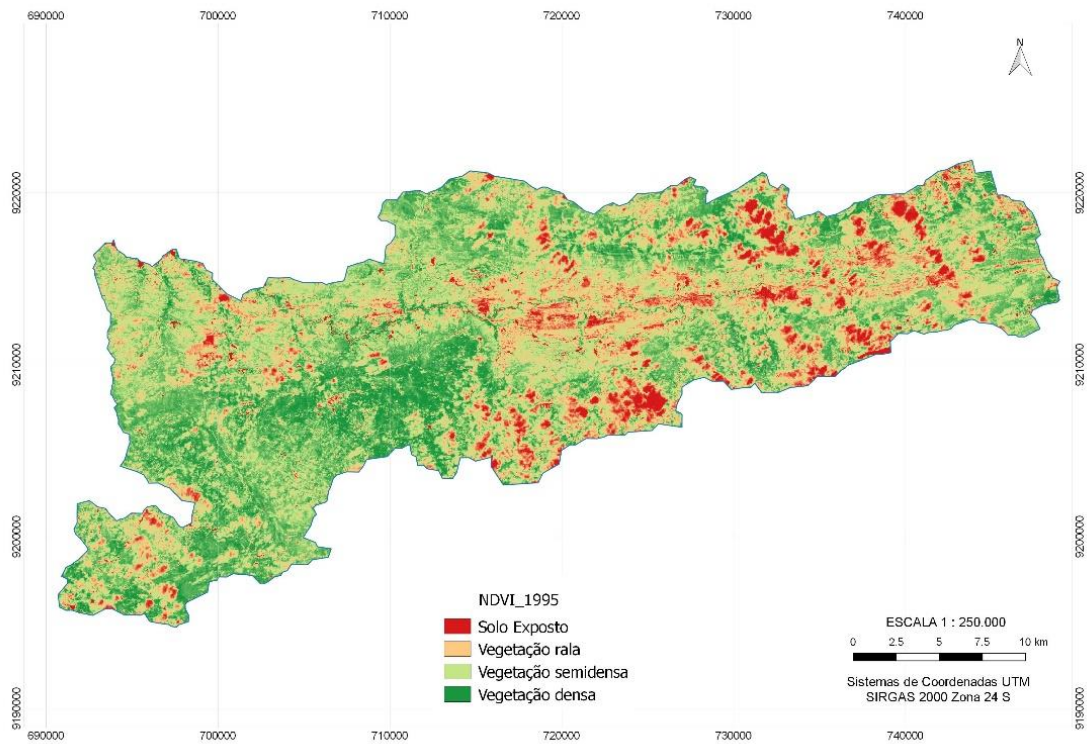 690000 700000 710000 720000 730000 740000
N
9220000 9220000
9210000 9210000
9200000 9200000
9190000 9190000
NDVI_1995
Solo Exposto
Vegetação rala
Vegetação semidensa
Vegetação densa
ESCALA 1 : 250.000
0 2.5 5 7.5 10 km
Sistemas de Coordenadas UTM
SIRGAS 2000 Zona 24 S
690000 700000 710000 720000 730000 740000